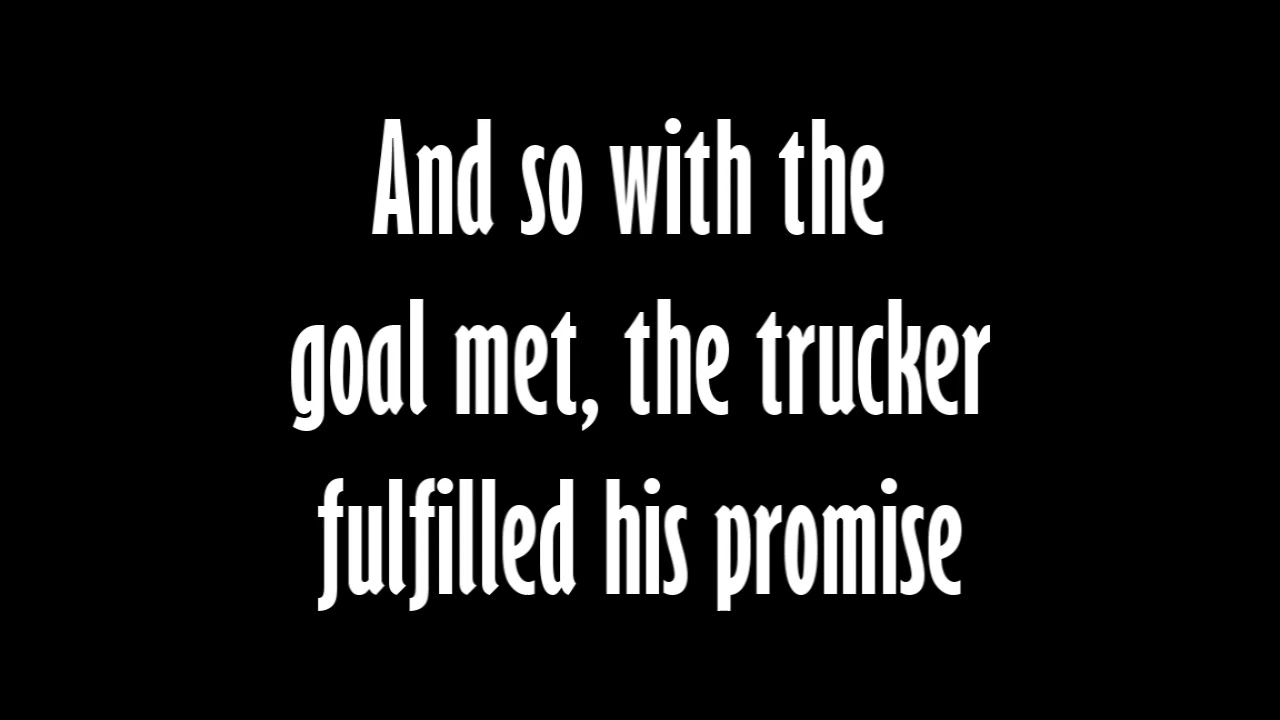 And so with the
goal met, the trucker
fulfilled his promise